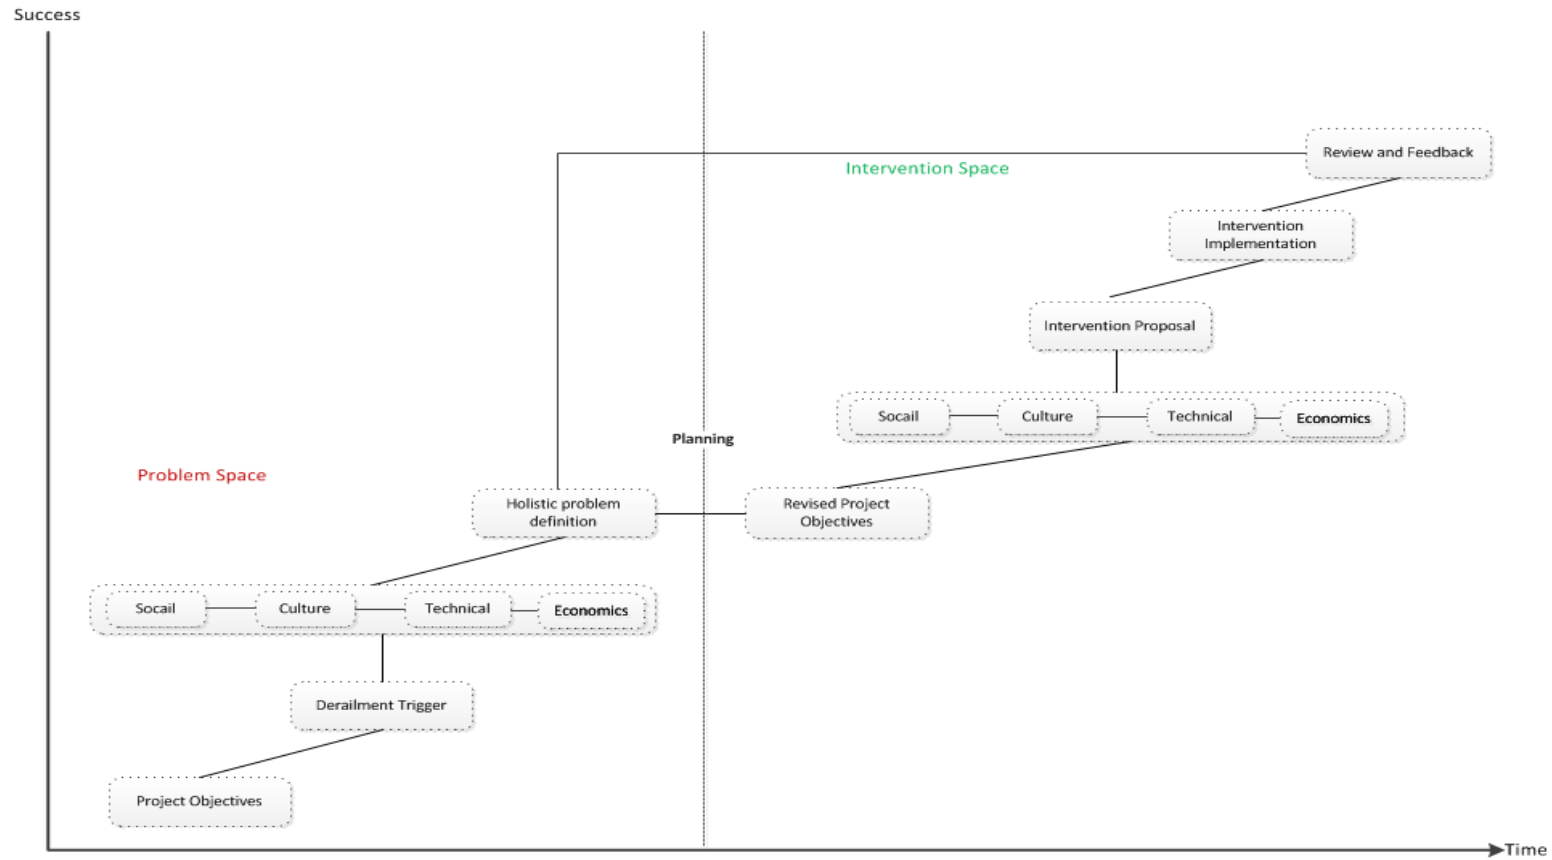 Success
Review and Feedback
Intervention Space
Intervention
Implementation
Intervention Proposal
Socail
Culture
Technical
Economics
Planning
Problem Space
Holistic problem
definition
Revised Project
Objectives
Socail
Culture
Technical
Economics
Derailment Trigger
Project Objectives
Time